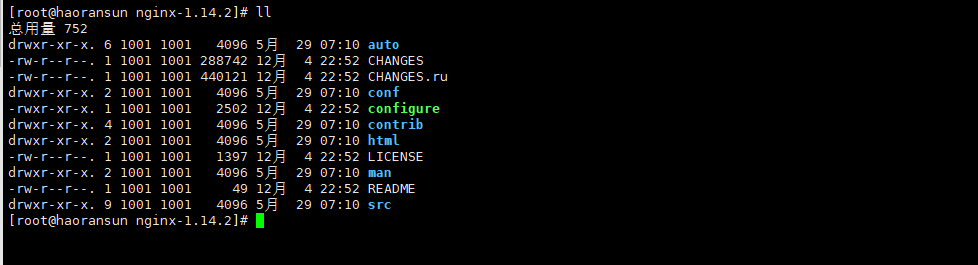 [root@haoransun nginx-1.14.2]# ll
总用量 752
drwxr-xr-x. 6 1001 1001   4096 5月  29 07:10 auto
-rw-r--r--. 1 1001 1001 288742 12月  4 22:52 CHANGES
-rw-r--r--. 1 1001 1001 440121 12月  4 22:52 CHANGES.ru
drwxr-xr-x. 2 1001 1001   4096 5月  29 07:10 conf
-rwxr-xr-x. 1 1001 1001   2502 12月  4 22:52 configure
drwxr-xr-x. 4 1001 1001   4096 5月  29 07:10 contrib
drwxr-xr-x. 2 1001 1001   4096 5月  29 07:10 html
-rw-r--r--. 1 1001 1001   1397 12月  4 22:52 LICENSE
drwxr-xr-x. 2 1001 1001   4096 5月  29 07:10 man
-rw-r--r--. 1 1001 1001     49 12月  4 22:52 README
drwxr-xr-x. 9 1001 1001   4096 5月  29 07:10 src
[root@haoransun nginx-1.14.2]#